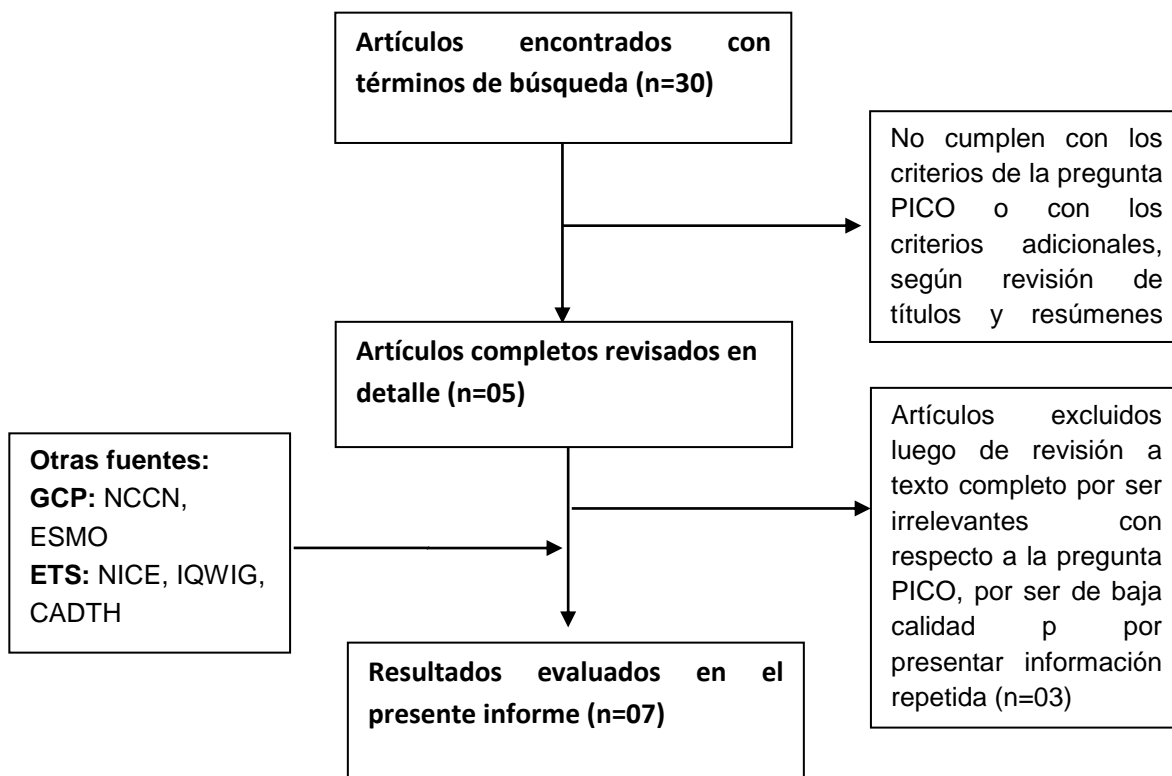 Artículos encontrados con
términos de búsqueda (n=30)
No cumplen con los
criterios de la pregunta
PICO o con los
criterios adicionales,
según revisión de
títulos y resúmenes
Artículos completos revisados en
detalle (n=05)
Otras fuentes:
GCP: NCCN,
ESMO
ETS: NICE, IQWIG,
CADTH
Artículos excluidos
luego de revisión a
texto completo por ser
irrelevantes con
respecto a la pregunta
PICO, por ser de baja
calidad p por
presentar información
repetida (n=03)
Resultados evaluados en el
presente informe (n=07)